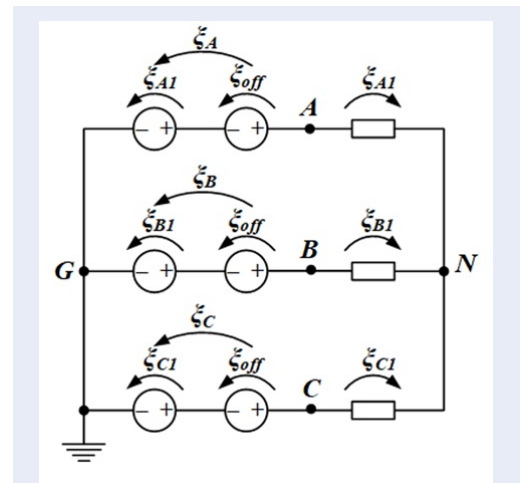 ξA
ξA1 ξoff ξA1
A
− + − +
ξB
ξB1 ξoff ξB1
B
G − + − + N
ξC
ξC1 ξoff ξC1
C
− + − +